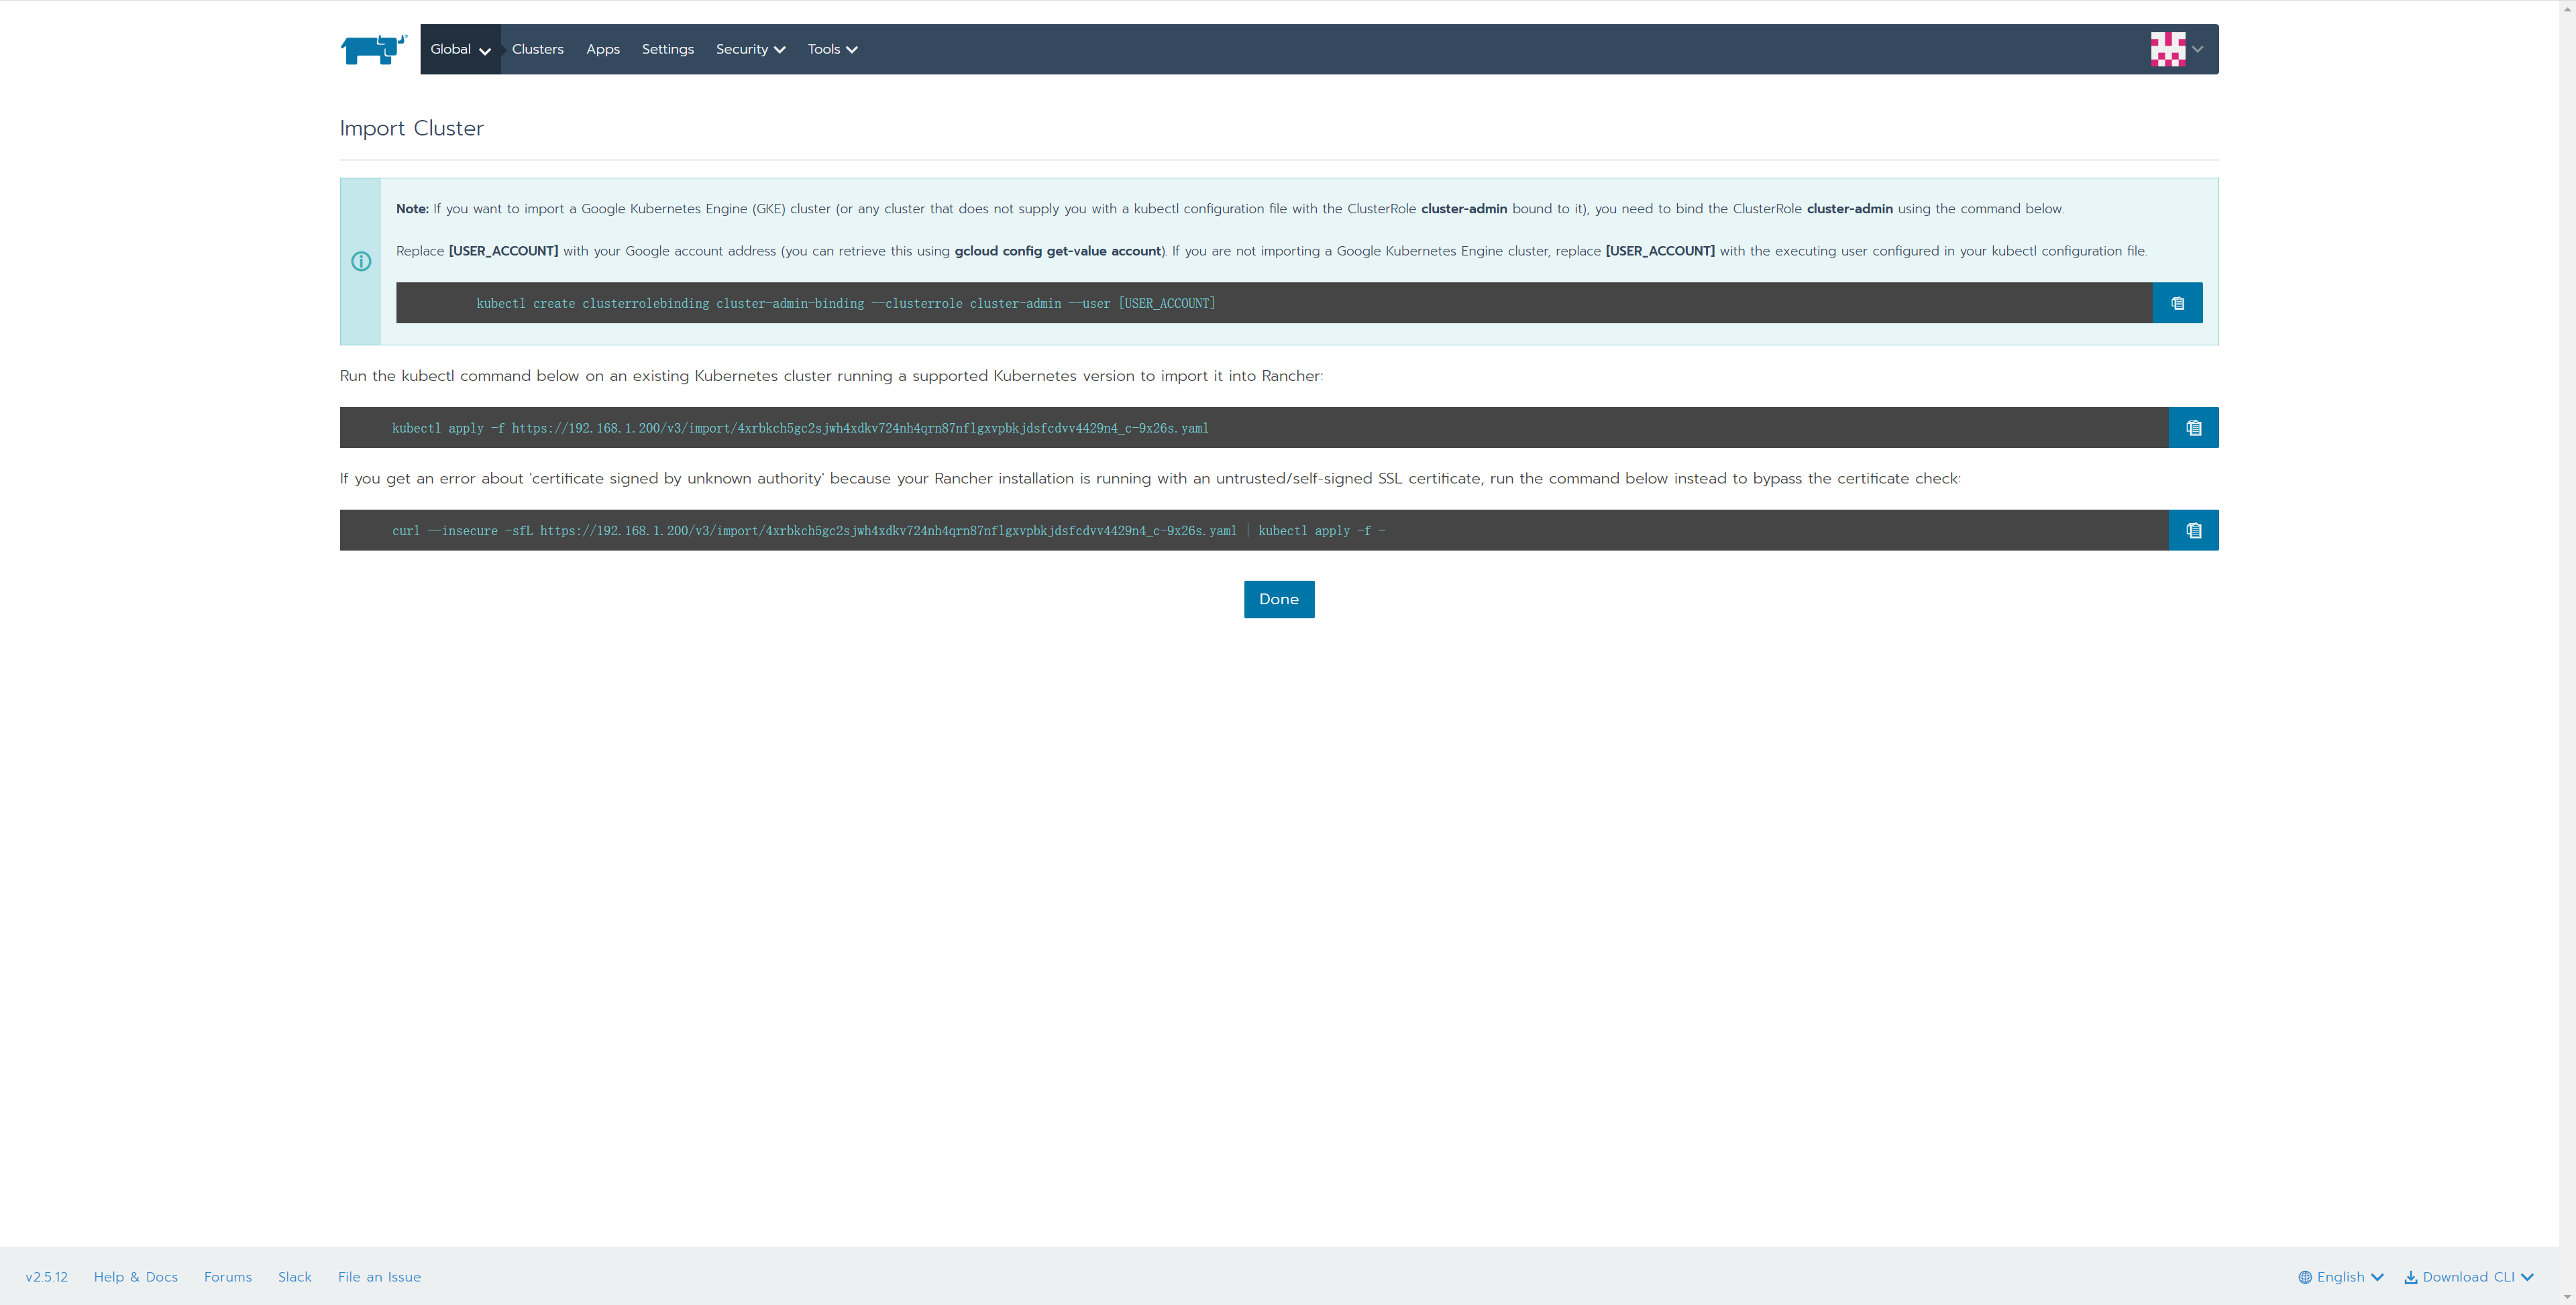 Global Clusters Apps Settings Security Tools
Import Cluster
Note: If you want to import a Google Kubernetes Engine (GKE) cluster (or any cluster that does not supply you with a kubectl configuration file with the ClusterRole cluster-admin bound to it), you need to bind the ClusterRole cluster-admin using the command below.
Replace [USER_ACCOUNT] with your Google account address (you can retrieve this using gcloud config get-value account). If you are not importing a Google Kubernetes Engine cluster, replace [USER_ACCOUNT] with the executing user configured in your kubectl configuration file.
kubectl create clusterrolebinding cluster-admin-binding --clusterrole cluster-admin --user [USER_ACCOUNT]
Run the kubectl command below on an existing Kubernetes cluster running a supported Kubernetes version to import it into Rancher:
kubectl apply -f https://192.168.1.200/v3/import/4xrbkch5gc2sjwh4xdkv724nh4qrn87nflgxvpbkjdsfcdvv4429n4_c-9x26s.yaml
If you get an error about 'certificate signed by unknown authority' because your Rancher installation is running with an untrusted/self-signed SSL certificate, run the command below instead to bypass the certificate check:
curl --insecure -sfL https://192.168.1.200/v3/import/4xrbkch5gc2sjwh4xdkv724nh4qrn87nflgxvpbkjdsfcdvv4429n4_c-9x26s.yaml | kubectl apply -f -
Done
v2.5.12 Help & Docs Forums Slack File an Issue English Download CLI